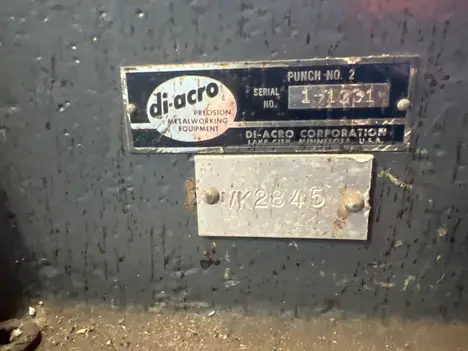 di-acro
PRECISION
METALWORKING
EQUIPMENT
PUNCH NO. 2
SERIAL
NO.
1-1331
DI-ACRO CORPORATION
LAKE CITY, MINNESOTA, U.S.A.
VK2845